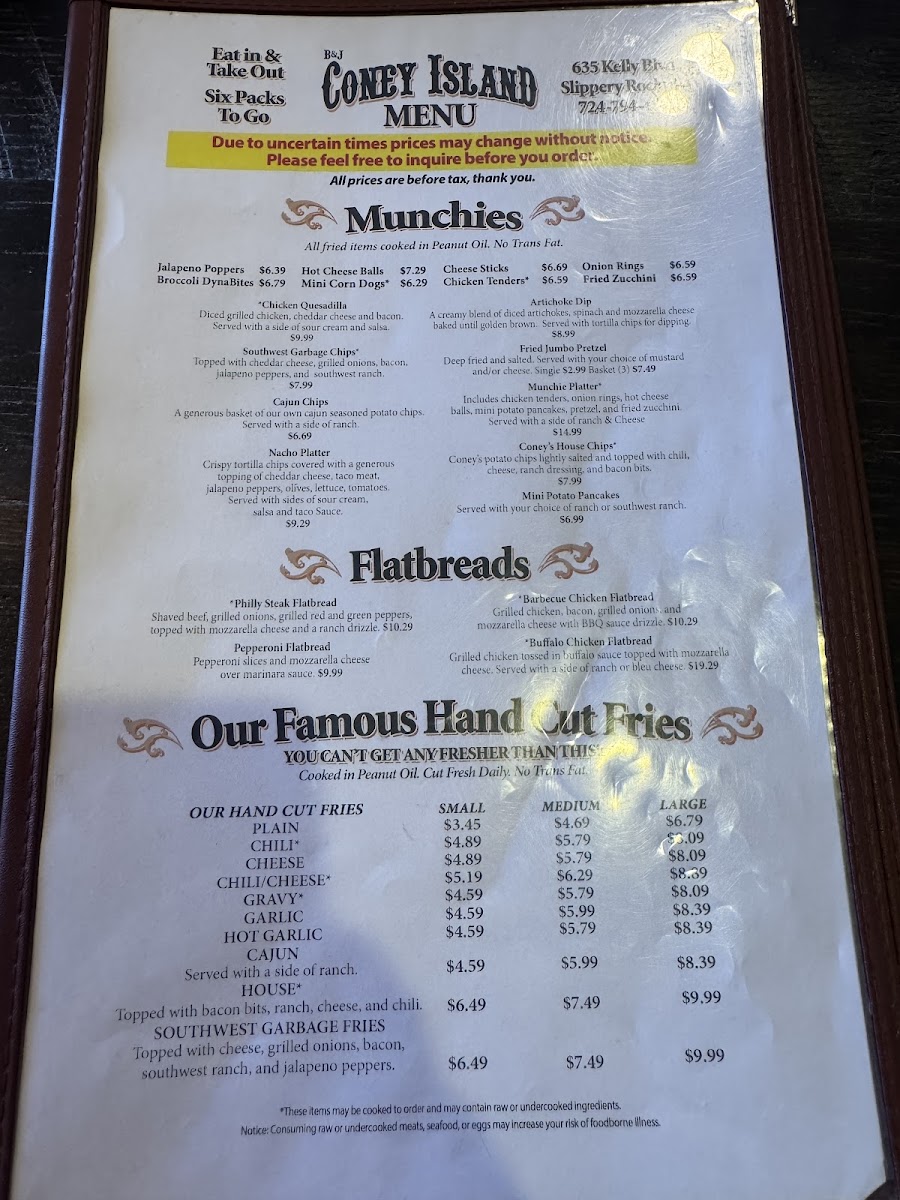 Eat in &
Take Out
Six Packs
To Go
B&J
CONEY ISLAND
MENU
635 Kelly
Slippery
724-794-
Due to uncertain times prices may change without notice.
Please feel free to inquire before you order.
All prices are before tax, thank you.
Munchies
All fried items cooked in Peanut Oil. No Trans Fat.
Jalapeno Poppers $6.39 Hot Cheese Balls $7.29 Cheese Sticks $6.69 Onion Rings $6.59
Broccoli DynaBites $6.79 Mini Corn Dogs* $6.29 Chicken Tenders* $6.59 Fried Zucchini $6.59
*Chicken Quesadilla
Diced grilled chicken, cheddar cheese and bacon.
Served with a side of sour cream and salsa.
$9.99
Southwest Garbage Chips*
Topped with cheddar cheese, grilled onions, bacon,
jalapeno peppers, and southwest ranch.
$7.99
Cajun Chips
A generous basket of our own cajun seasoned potato chips.
Served with a side of ranch.
$6.69
Nacho Platter
Crispy tortilla chips covered with a generous
topping of cheddar cheese, taco meat,
jalapeno peppers, olives, lettuce, tomatoes.
Served with sides of sour cream,
salsa and taco Sauce.
$9.29
Artichoke Dip
A creamy blend of diced artichokes, spinach and mozzarella cheese
baked until golden brown. Served with tortilla chips for dipping.
$8.99
Fried Jumbo Pretzel
Deep fried and salted. Served with your choice of mustard
and/or cheese. Single $2.99 Basket (3) $7.49
Munchie Platter*
Includes chicken tenders, onion rings, hot cheese
balls, mini potato pancakes, pretzel, and fried zucchini.
Served with a side of ranch & Cheese
$14.99
Coney's House Chips*
Coney's potato chips lightly salted and topped with chili,
cheese, ranch dressing, and bacon bits.
$7.99
Mini Potato Pancakes
Served with your choice of ranch or southwest ranch.
$6.99
Flatbreads
*Philly Steak Flatbread
Shaved beef, grilled onions, grilled red and green peppers,
topped with mozzarella cheese and a ranch drizzle. $10.29
Pepperoni Flatbread
Pepperoni slices and mozzarella cheese
over marinara sauce. $9.99
*Barbecue Chicken Flatbread
Grilled chicken, bacon, grilled onions, and
mozzarella cheese with BBQ sauce drizzle. $10.29
*Buffalo Chicken Flatbread
Grilled chicken tossed in buffalo sauce topped with mozzarella
cheese. Served with a side of ranch or bleu cheese. $19.29
Our Famous Hand Cut Fries
YOU CAN'T GET ANY FRESHER THAN THIS!
Cooked in Peanut Oil. Cut Fresh Daily. No Trans Fat.
OUR HAND CUT FRIES SMALL MEDIUM LARGE
PLAIN $3.45 $4.69 $6.79
CHILI* $4.89 $5.79 $8.09
CHEESE $4.89 $5.79 $8.09
CHILI/CHEESE* $5.19 $6.29 $8.39
GRAVY* $4.59 $5.79 $8.09
GARLIC $4.59 $5.99 $8.39
HOT GARLIC $4.59 $5.79 $8.39
CAJUN
Served with a side of ranch. $4.59 $5.99 $8.39
HOUSE*
Topped with bacon bits, ranch, cheese, and chili. $6.49 $7.49 $9.99
SOUTHWEST GARBAGE FRIES
Topped with cheese, grilled onions, bacon,
southwest ranch, and jalapeno peppers. $6.49 $7.49 $9.99
*These items may be cooked to order and may contain raw or undercooked ingredients.
Notice: Consuming raw or undercooked meats, seafood, or eggs may increase your risk of foodborne Illness.